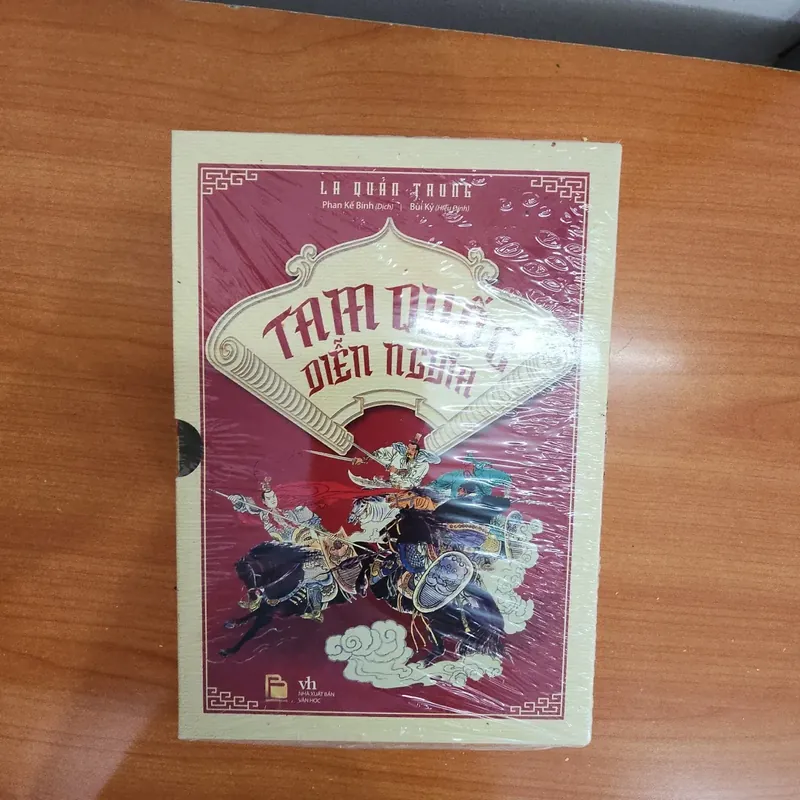 LA QUÁN TRUNG
Phan Kế Bính (Dịch) | Bùi Kỷ (Hiệu Đính)
TAM QUỐC
DIỄN NGHĨA
vh
NHÀ XUẤT BẢN
VĂN HỌC